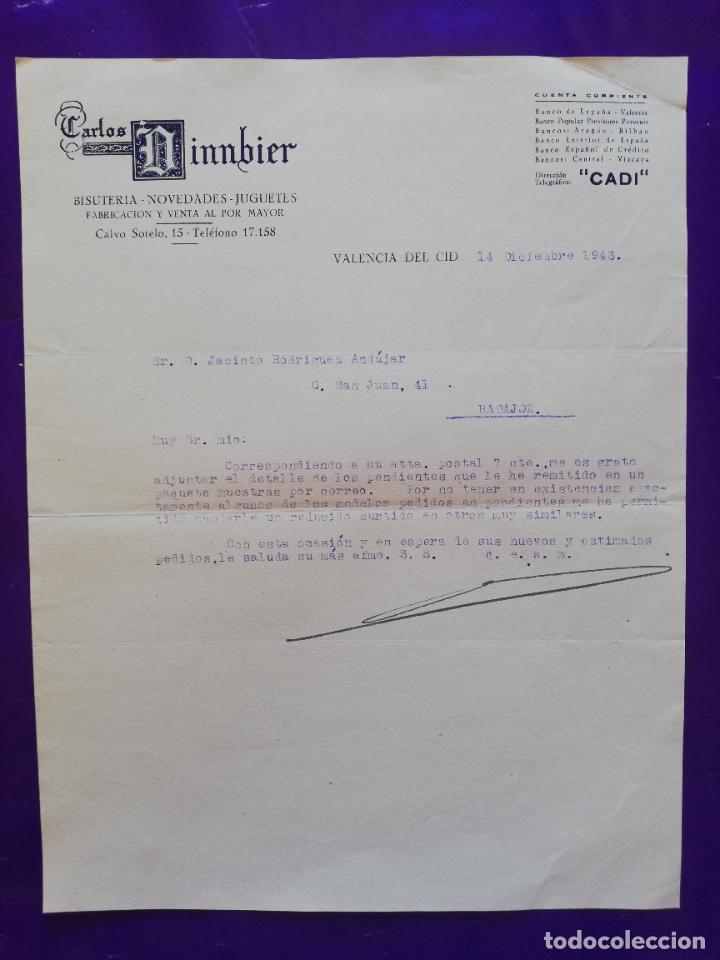 Carlos Dinnbier
BISUTERIA - NOVEDADES - JUGUETES
FABRICACION Y VENTA AL POR MAYOR
Calvo Sotelo, 15 - Teléfono 17.158
CUENTA CORRIENTE
Banco de España - Valencia
Banco Popular Previsores Porvenir
Bancos: Aragón - Bilbao
Banco Exterior de España
Banco Español de Crédito
Bancos: Central - Vizcaya
Dirección Telegráfica: "CADI"
VALENCIA DEL CID 14 Diciembre 1943.
Sr. D. Jacinto Rodríguez Andújar
C. San Juan, 41 .
BADAJOZ.
Muy Sr. mio:
Correspondiendo a su atta. postal 7 cte., me es grato
adjuntar el detalle de los pendientes que le he remitido en un
paquete muestras por correo. Por no tener en existencias exac-
tamente algunos de los modelos pedidos en pendientes me he permi-
tido mandarle un reducido surtido en otros muy similares.
Con esta ocasión y en espera de sus nuevos y estimados
pedidos, le saluda su más afmo. S. S. q. e. s. m.
todocoleccion